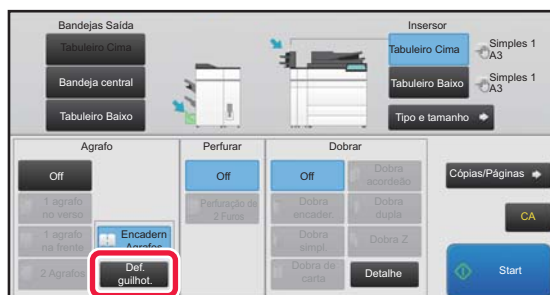 Bandejas Saída
Insersor
Tabuleiro Cima
Bandeja central
Tabuleiro Baixo
Tabuleiro Cima
Simples 1
A3
Tabuleiro Baixo
Simples 1
A3
Tipo e tamanho
Agrafo
Perfurar
Dobrar
Off
1 agrafo
no verso
1 agrafo
na frente
2 Agrafos
Encadern
Agrafos
Def.
guilhot.
Off
Perfuração de
2 Furos
Off
Dobra
acordeão
Dobra
encader.
Dobra
dupla
Dobra
simpl.
Dobra Z
Dobra de
carta
Detalhe
Cópias/Páginas
CA
Start